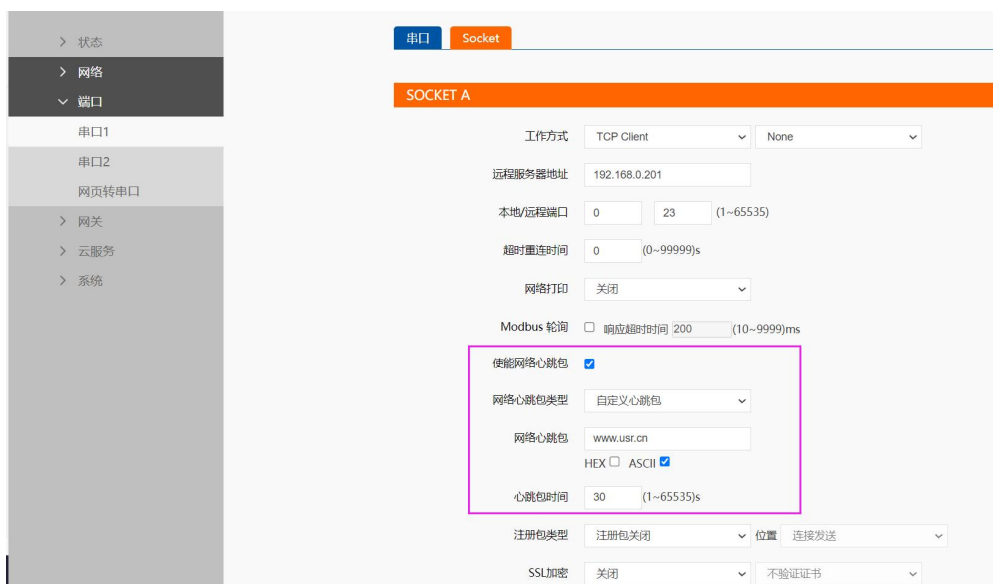 状态
网络
端口
串口1
串口2
网页转串口
网关
云服务
系统
串口 Socket
SOCKET A
工作方式 TCP Client None
远程服务器地址 192.168.0.201
本地/远程端口 0 23 (1~65535)
超时重连时间 0 (0~99999)s
网络打印 关闭
Modbus 轮询 响应超时时间 200 (10~9999)ms
使能网络心跳包
网络心跳包类型 自定义心跳包
网络心跳包 www.usr.cn
HEX ASCII
心跳包时间 30 (1~65535)s
注册包类型 注册包关闭 位置 连接发送
SSL加密 关闭 不验证证书